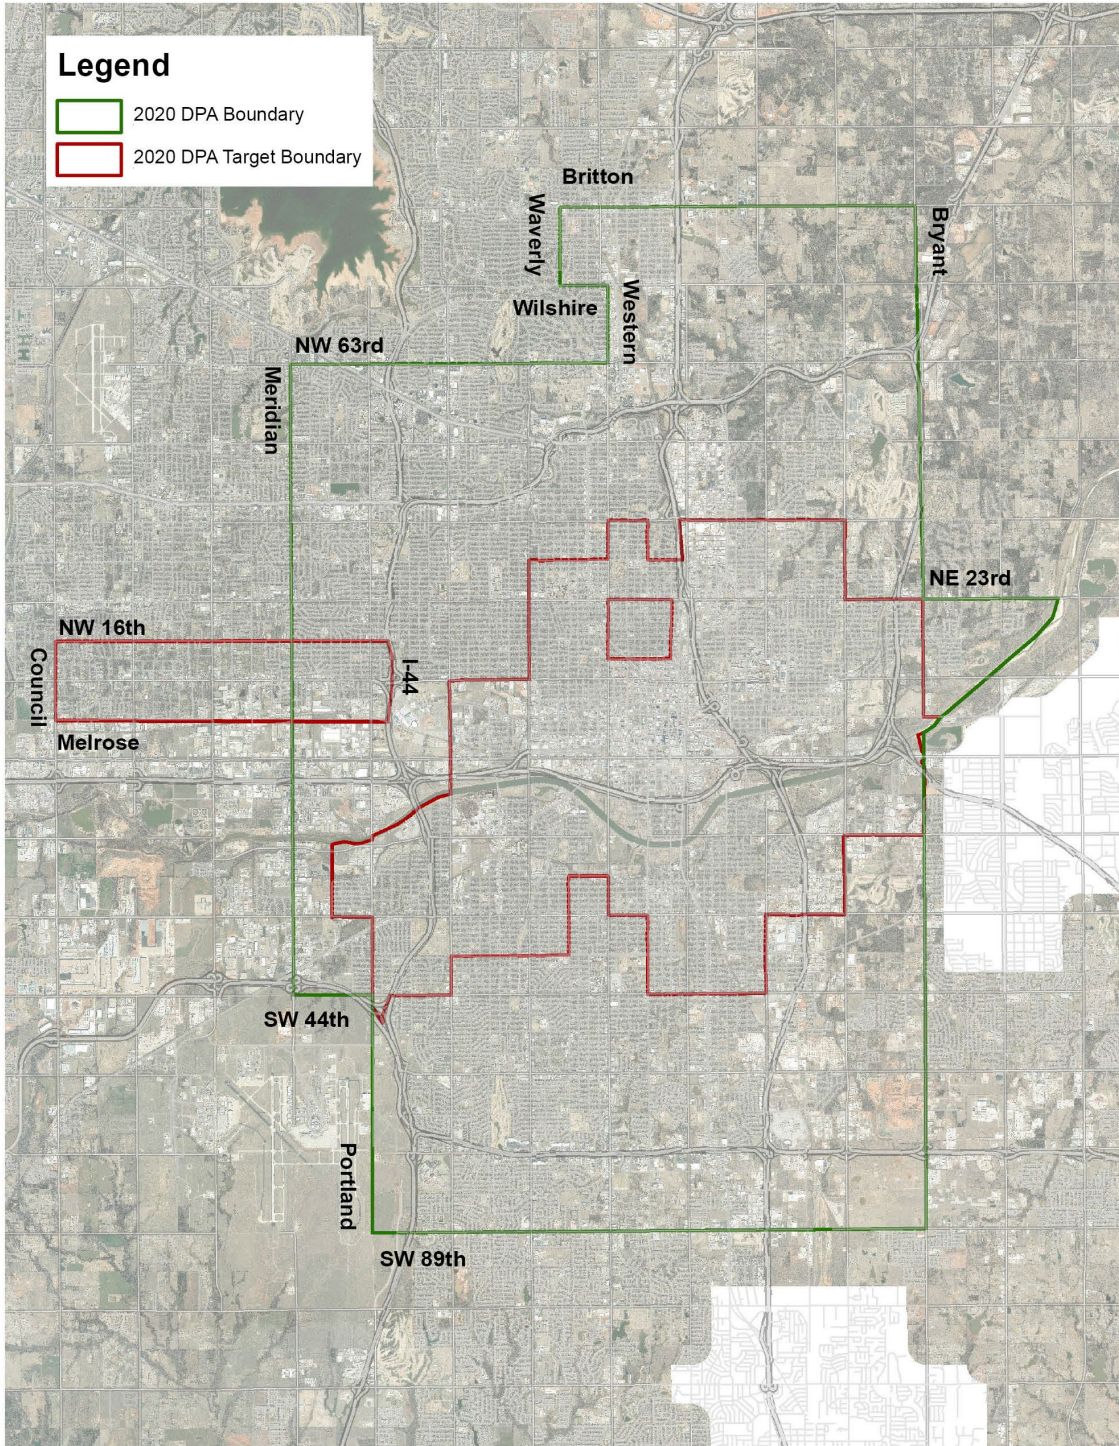 Legend
2020 DPA Boundary
2020 DPA Target Boundary
Britton
Waverly
Bryant
Wilshire
Western
NW 63rd
Meridian
NE 23rd
NW 16th
Council
I-44
Melrose
SW 44th
Portland
SW 89th